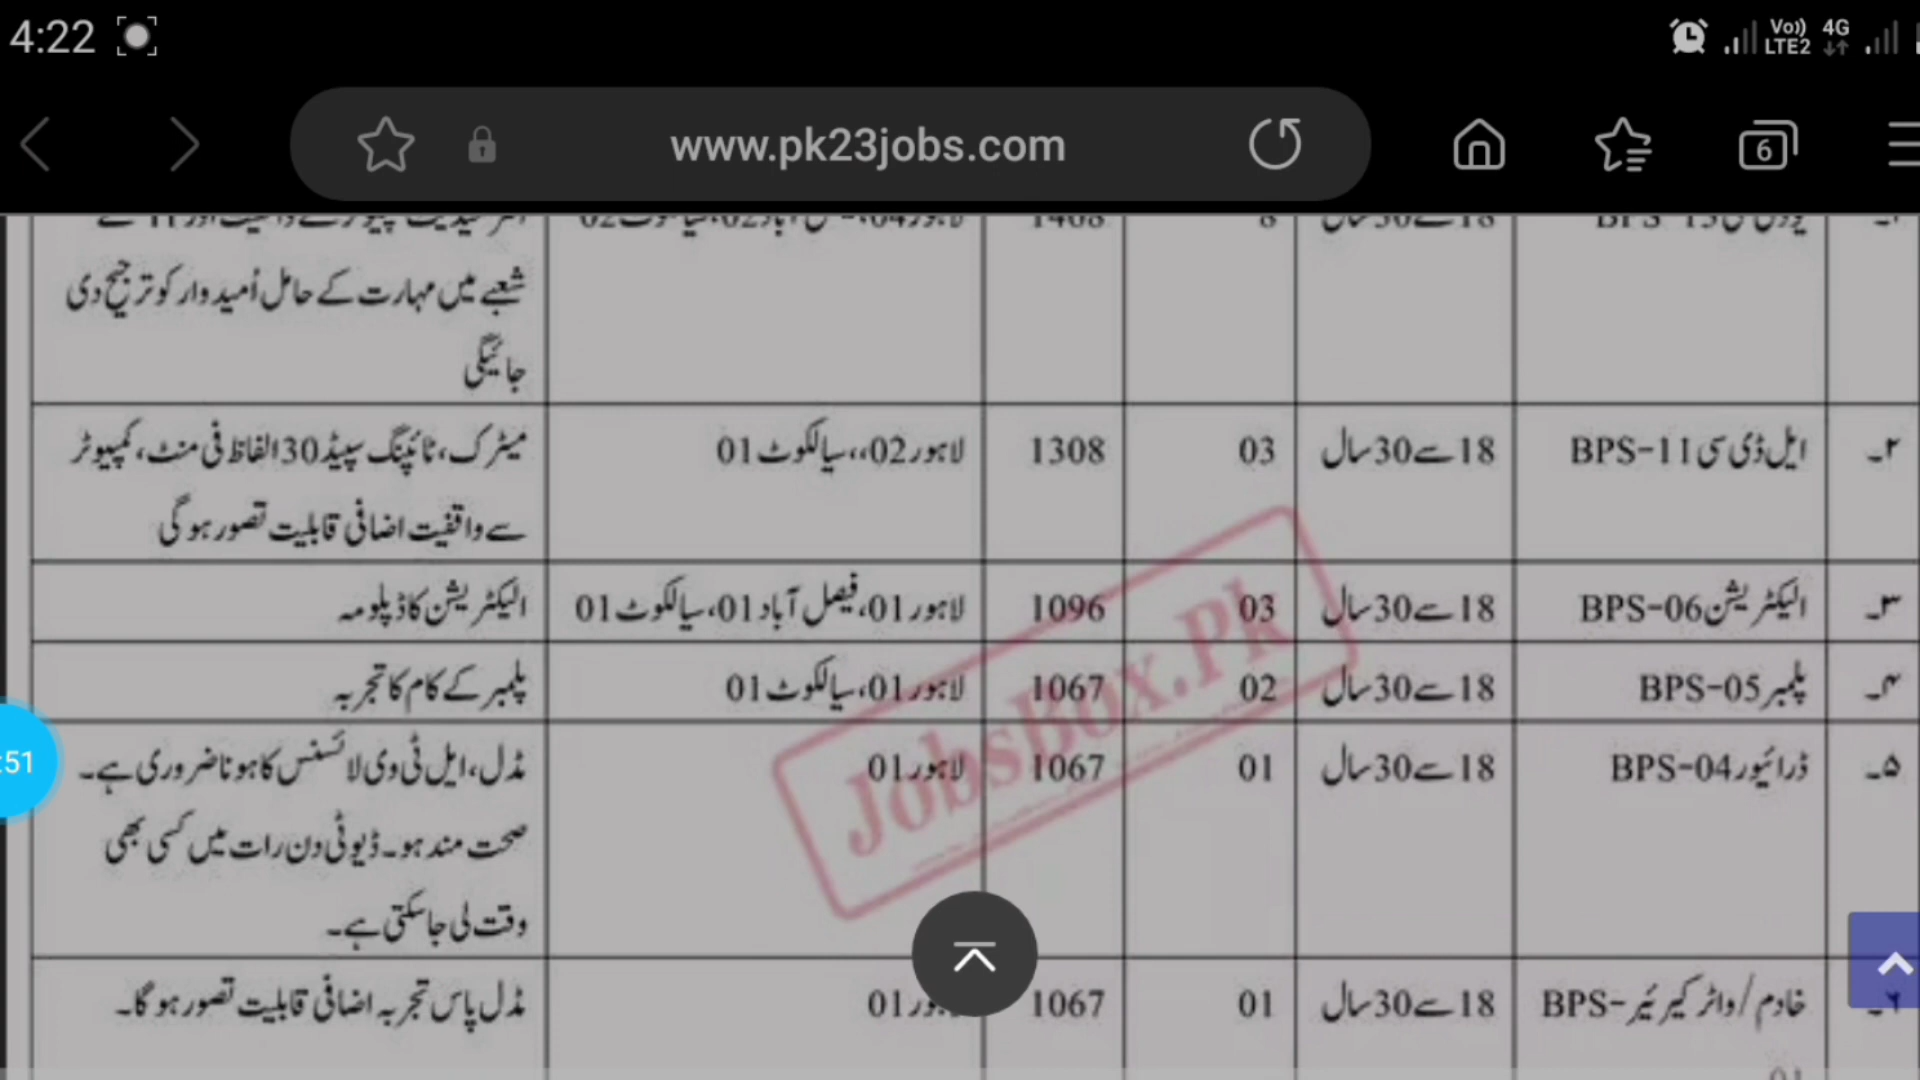 4:22
Vo)) LTE2 4G
www.pk23jobs.com
6
شعبے میں مہارت کے حامل اُمیدوار کو ترجیح دی
جائیگی
۲۔ ایل ڈی سی BPS-11 18 سے 30 سال 03 1308 لاہور 02،، سیالکوٹ 01 میٹرک، ٹائپنگ سپیڈ 30 الفاظ فی منٹ، کمپیوٹر
سے واقفیت اضافی قابلیت تصور ہو گی
۳۔ الیکٹریشن BPS-06 18 سے 30 سال 03 1096 لاہور 01، فیصل آباد 01، سیالکوٹ 01 الیکٹریشن کا ڈپلومہ
۴۔ پلمبر BPS-05 18 سے 30 سال 02 1067 لاہور 01، سیالکوٹ 01 پلمبر کے کام کا تجربہ
۵۔ ڈرائیور BPS-04 18 سے 30 سال 01 1067 لاہور 01 مڈل، ایل ٹی وی لائسنس کا ہونا ضروری ہے۔
صحت مند ہو۔ ڈیوٹی دن رات میں کسی بھی
وقت لی جا سکتی ہے۔
خادم / واٹر کیرئیر BPS- 18 سے 30 سال 01 1067 01 مڈل پاس تجربہ اضافی قابلیت تصور ہو گا۔
JobsBox.Pk
:51